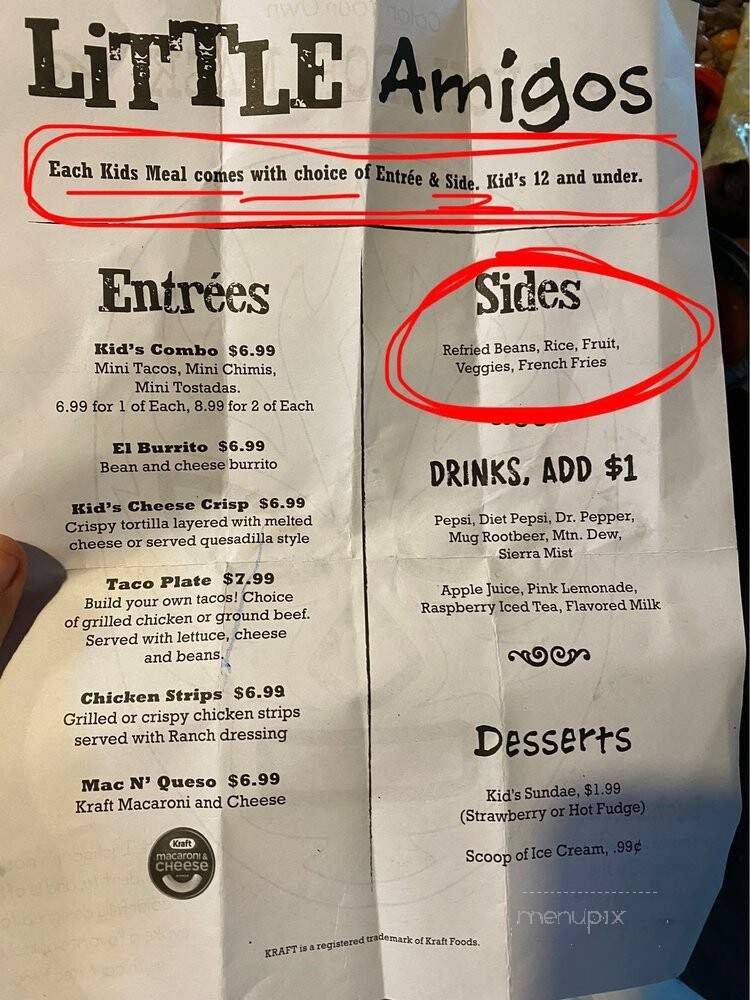 LiTTLE Amigos
Each Kids Meal comes with choice of Entrée & Side. Kid's 12 and under.
Entrées
Kid's Combo $6.99
Mini Tacos, Mini Chimis,
Mini Tostadas.
6.99 for 1 of Each, 8.99 for 2 of Each
El Burrito $6.99
Bean and cheese burrito
Kid's Cheese Crisp $6.99
Crispy tortilla layered with melted
cheese or served quesadilla style
Taco Plate $7.99
Build your own tacos! Choice
of grilled chicken or ground beef.
Served with lettuce, cheese
and beans.
Chicken Strips $6.99
Grilled or crispy chicken strips
served with Ranch dressing
Mac N' Queso $6.99
Kraft Macaroni and Cheese
Kraft
macaroni &
CHEESE
Sides
Refried Beans, Rice, Fruit,
Veggies, French Fries
DRINKS, ADD $1
Pepsi, Diet Pepsi, Dr. Pepper,
Mug Rootbeer, Mtn. Dew,
Sierra Mist
Apple Juice, Pink Lemonade,
Raspberry Iced Tea, Flavored Milk
Desserts
Kid's Sundae, $1.99
(Strawberry or Hot Fudge)
Scoop of Ice Cream, .99¢
menupix
KRAFT is a registered trademark of Kraft Foods.